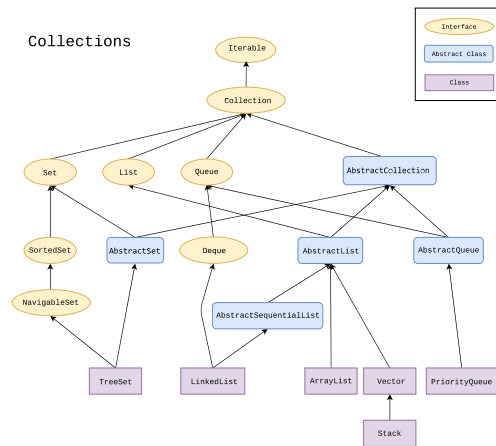 Collections
Interface
Abstract Class
Class
Iterable
Collection
Set
List
Queue
AbstractCollection
SortedSet
AbstractSet
Deque
AbstractList
AbstractQueue
NavigableSet
AbstractSequentialList
TreeSet
LinkedList
ArrayList
Vector
PriorityQueue
Stack